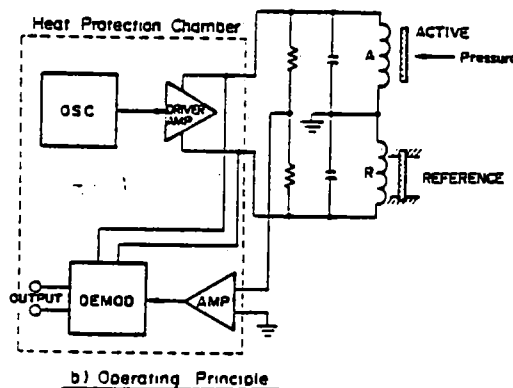 Heat Protection Chamber
ACTIVE
A
Pressure
OSC
DRIVER
AMP
R
REFERENCE
OUTPUT
DEMOD
AMP
b) Operating Principle